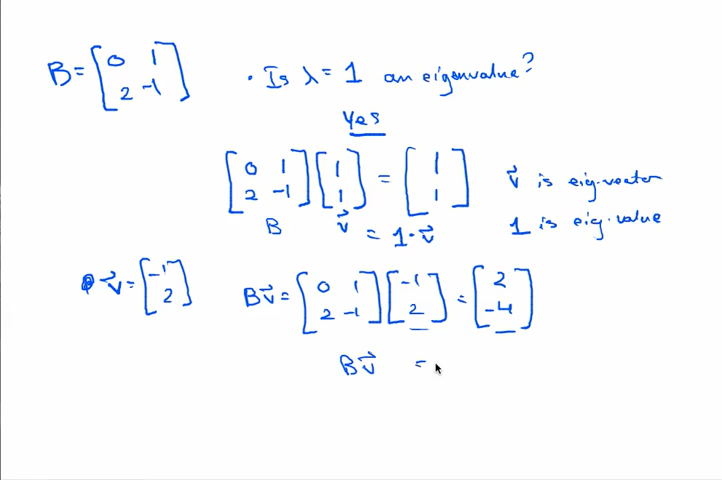 B = [0 1; 2 -1] · Is λ = 1 an eigenvalue?
Yes
[0 1; 2 -1] [1; 1] = [1; 1] v⃗ is eig·vector
B v⃗ = 1·v⃗ 1 is eig·value
v⃗ = [-1; 2] Bv⃗ = [0 1; 2 -1] [-1; 2] = [2; -4]
Bv⃗ =